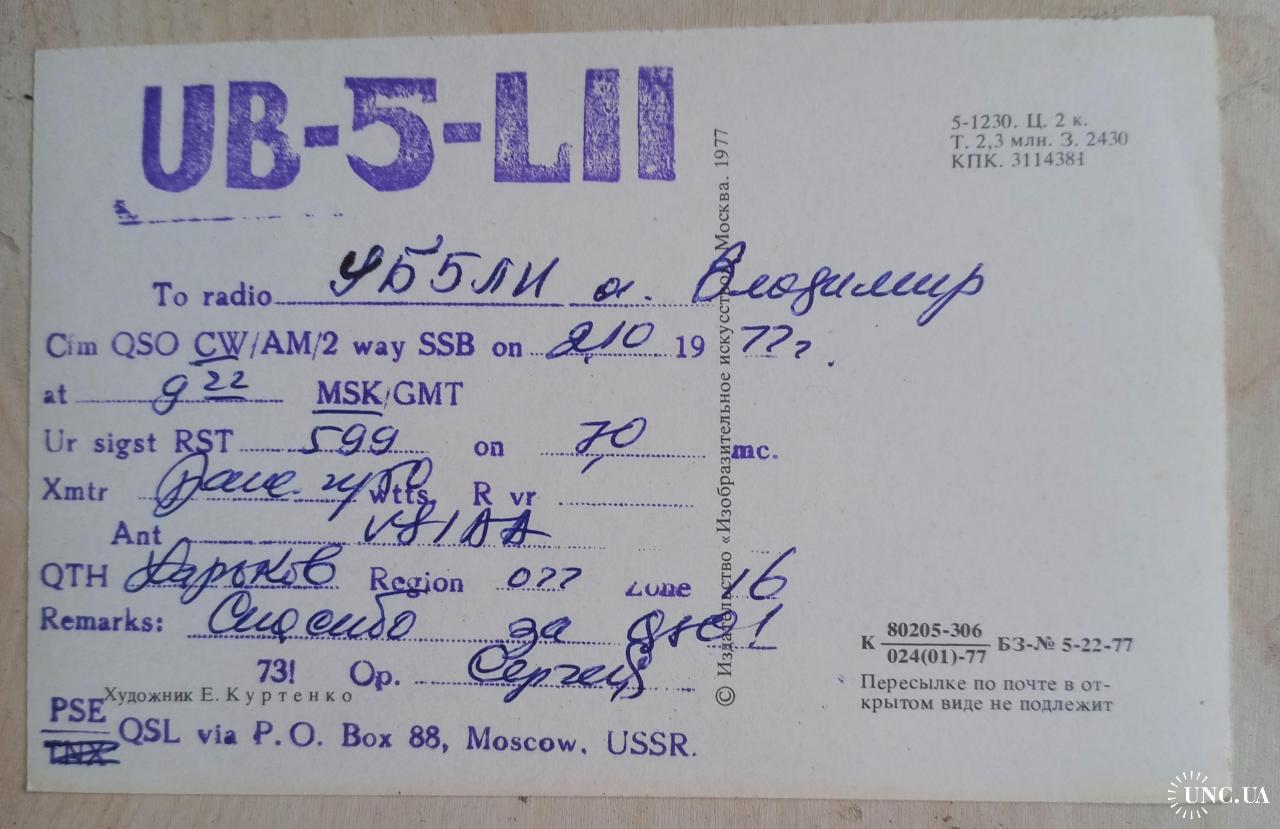 UB-5-LII
5-1230. Ц. 2 к.
Т. 2,3 млн. З. 2430
КПК. 3114381
To radio УБ5ЛИ а. Владимир
Cfm QSO CW/AM/2 way SSB on 2,10 19 77г.
at 9 22 MSK/GMT
Ur sigst RST 599 on 7,0 mc.
Xmtr wtts. R vr
Ant
QTH Харьков Region 077 Zone 16
Remarks: Спасибо за QSO!
73! Op. Сергей
Художник Е. Куртенко
PSE
TNX
QSL via P. O. Box 88, Moscow. USSR.
© Издательство «Изобразительное искусство». Москва. 1977
К 80205-306 БЗ-№ 5-22-77
024(01)-77
Пересылке по почте в от-
крытом виде не подлежит
UNC.UA